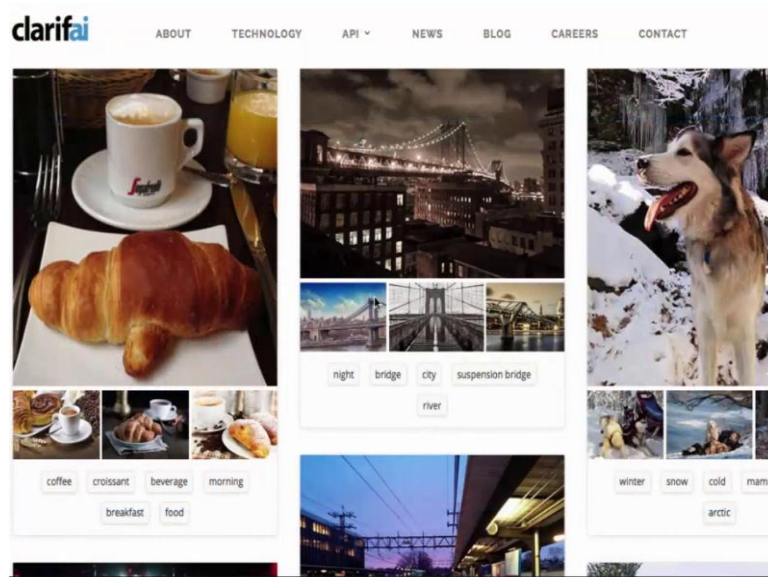 clarifai
ABOUT TECHNOLOGY API NEWS BLOG CAREERS CONTACT
coffee croissant beverage morning
breakfast food
night bridge city suspension bridge
river
winter snow cold mam
arctic